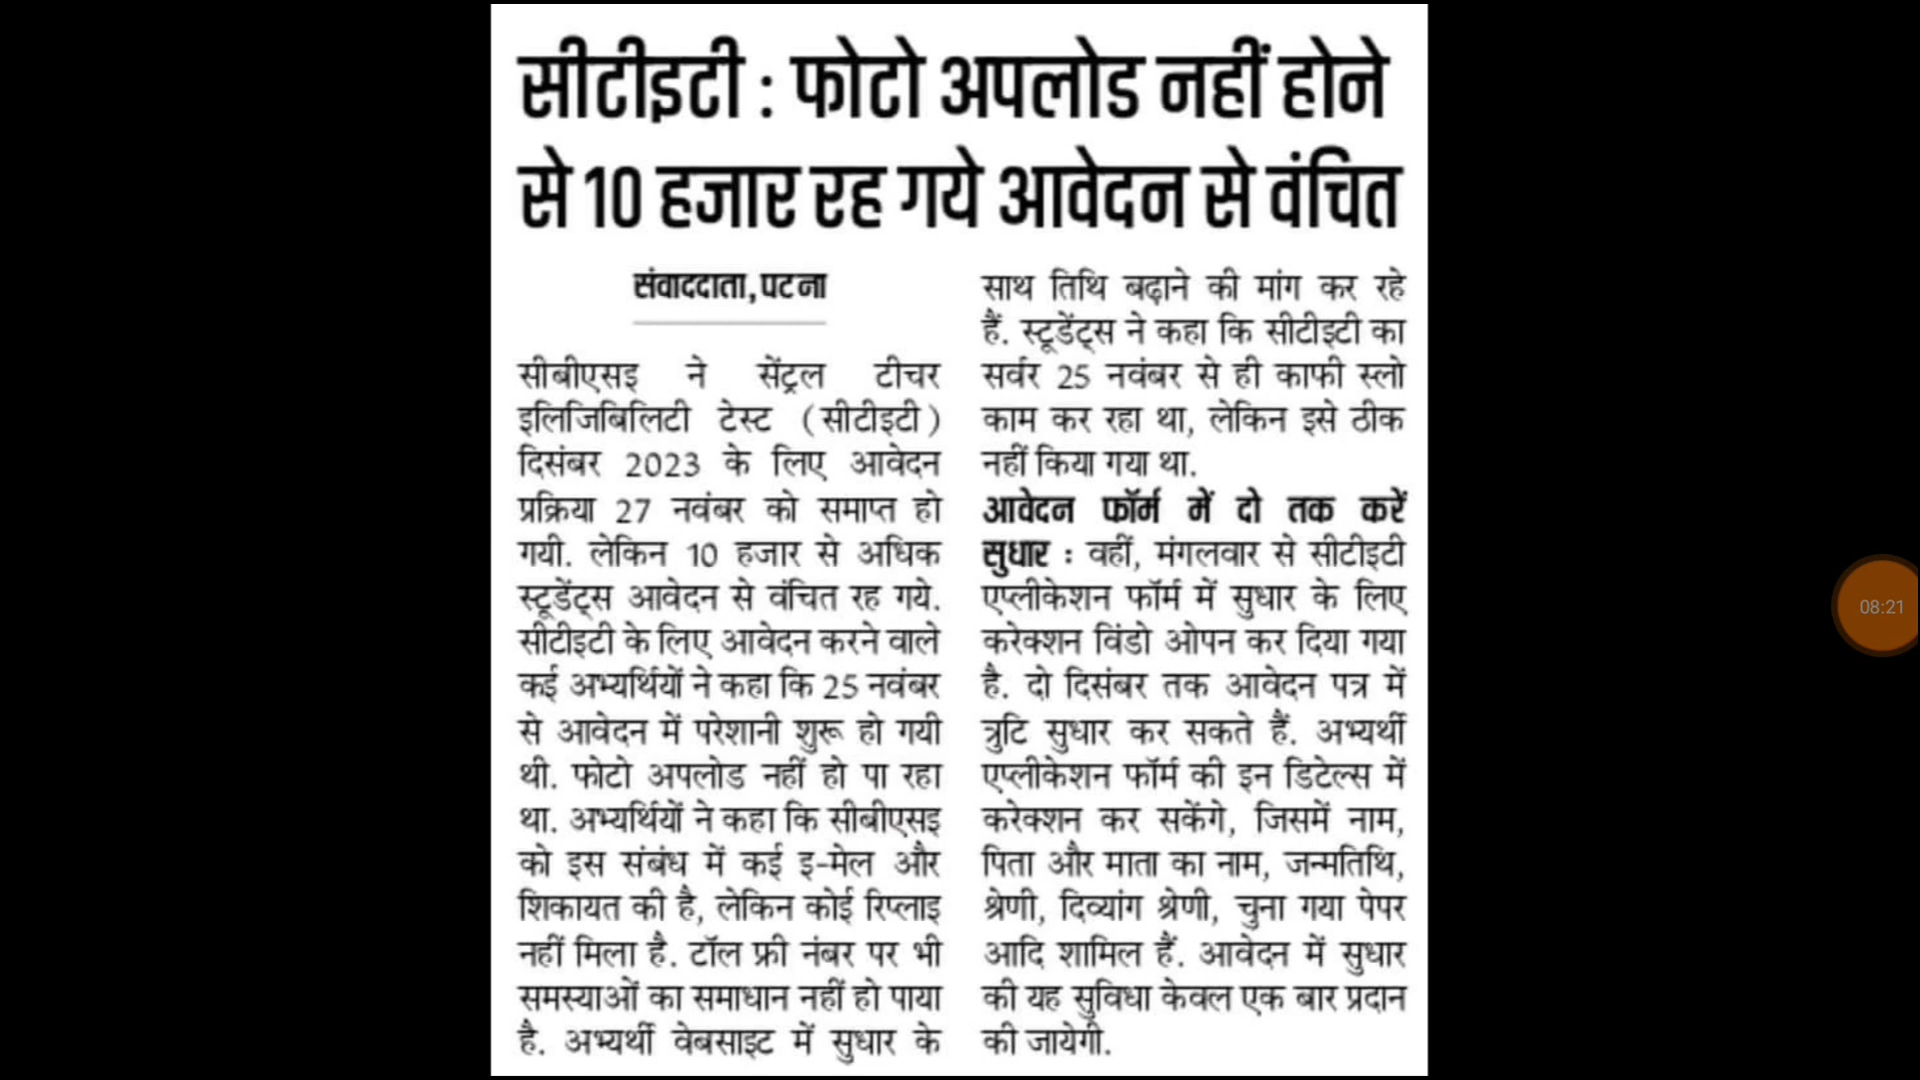 सीटीइटी : फोटो अपलोड नहीं होने
से 10 हजार रह गये आवेदन से वंचित
संवाददाता, पटना
सीबीएसइ ने सेंट्रल टीचर
इलिजिबिलिटी टेस्ट (सीटीइटी)
दिसंबर 2023 के लिए आवेदन
प्रक्रिया 27 नवंबर को समाप्त हो
गयी. लेकिन 10 हजार से अधिक
स्टूडेंट्स आवेदन से वंचित रह गये.
सीटीइटी के लिए आवेदन करने वाले
कई अभ्यर्थियों ने कहा कि 25 नवंबर
से आवेदन में परेशानी शुरू हो गयी
थी. फोटो अपलोड नहीं हो पा रहा
था. अभ्यर्थियों ने कहा कि सीबीएसइ
को इस संबंध में कई इ-मेल और
शिकायत की है, लेकिन कोई रिप्लाइ
नहीं मिला है. टॉल फ्री नंबर पर भी
समस्याओं का समाधान नहीं हो पाया
है. अभ्यर्थी वेबसाइट में सुधार के
साथ तिथि बढ़ाने की मांग कर रहे
हैं. स्टूडेंट्स ने कहा कि सीटीइटी का
सर्वर 25 नवंबर से ही काफी स्लो
काम कर रहा था, लेकिन इसे ठीक
नहीं किया गया था.
आवेदन फॉर्म में दो तक करें
सुधार : वहीं, मंगलवार से सीटीइटी
एप्लीकेशन फॉर्म में सुधार के लिए
करेक्शन विंडो ओपन कर दिया गया
है. दो दिसंबर तक आवेदन पत्र में
त्रुटि सुधार कर सकते हैं. अभ्यर्थी
एप्लीकेशन फॉर्म की इन डिटेल्स में
करेक्शन कर सकेंगे, जिसमें नाम,
पिता और माता का नाम, जन्मतिथि,
श्रेणी, दिव्यांग श्रेणी, चुना गया पेपर
आदि शामिल हैं. आवेदन में सुधार
की यह सुविधा केवल एक बार प्रदान
की जायेगी.
08:21